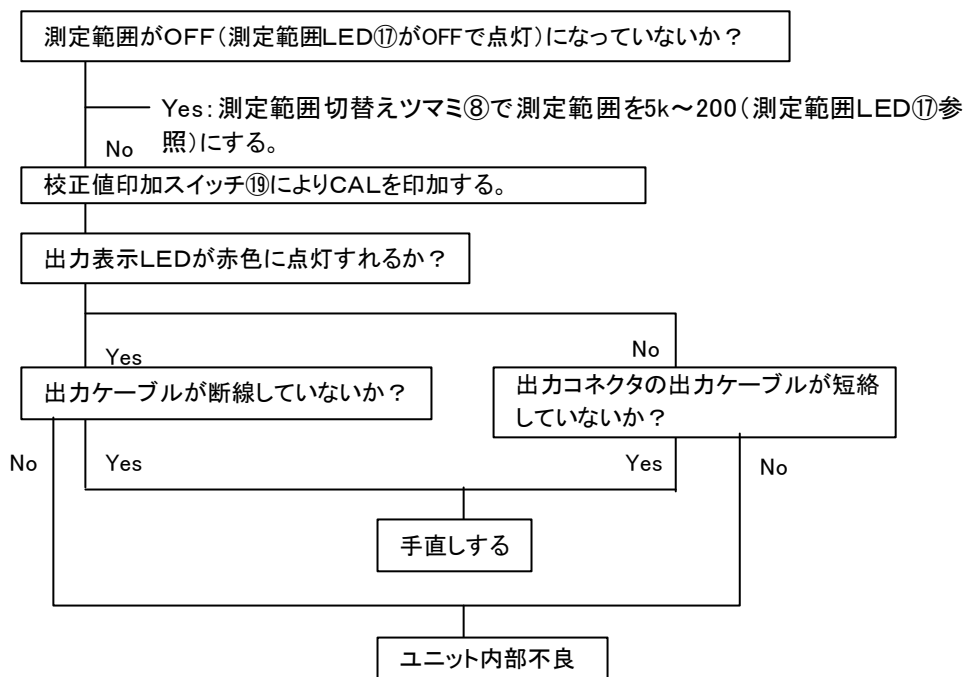 測定範囲がOFF(測定範囲LED⑰がOFFで点灯)になっていないか?
Yes:測定範囲切替えツマミ⑧で測定範囲を5k~200(測定範囲LED⑰参
照)にする。
No
校正値印加スイッチ⑲によりCALを印加する。
出力表示LEDが赤色に点灯すれるか?
Yes
No
出力ケーブルが断線していないか?
出力コネクタの出力ケーブルが短絡
していないか?
No
Yes
Yes
No
手直しする
ユニット内部不良